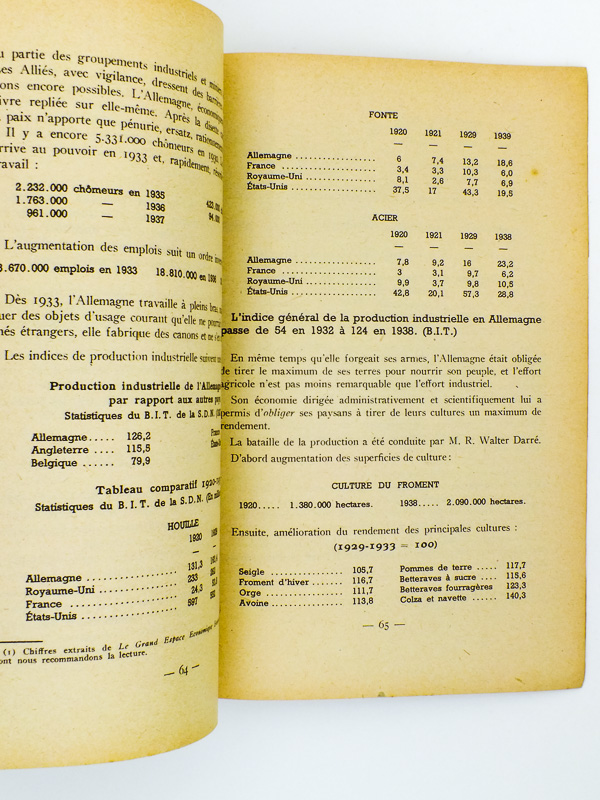 partie des groupements industriels et
es Alliés, avec vigilance, dressent des
ons encore possibles. L'Allemagne,
ivre repliée sur elle-même. Après la
paix n'apporte que pénurie, ersatz,
Il y a encore 5.331.000 chômeurs en
rrive au pouvoir en 1933 et, rapidement,
ravail :
2.232.000 chômeurs en 1935
1.763.000 — 1936
961.000 — 1937
L'augmentation des emplois suit un ordre
3.670.000 emplois en 1933 18.810.000 en
Dès 1933, l'Allemagne travaille à pleins
uer des objets d'usage courant qu'elle ne
nés étrangers, elle fabrique des canons et
Les indices de production industrielle suivent
Production industrielle de
par rapport aux autres
Statistiques du B.I.T. de la S.D.N.
Allemagne..... 126,2
Angleterre .... 115,5
Belgique ...... 79,9
Tableau comparatif
Statistiques du B.I.T. de la S.D.N.
HOUILLE
1920
—
Allemagne .............. 131,3
Royaume-Uni ............ 233
France ................ 24,3
États-Unis .............. 597
(1) Chiffres extraits de Le Grand Espace Economique
ont nous recommandons la lecture.
— 64 —
FONTE
1920 1921 1929 1939
— — — —
Allemagne .................. 6 7,4 13,2 18,6
France .................... 3,4 3,3 10,3 6,0
Royaume-Uni ............... 8,1 2,6 7,7 6,9
États-Unis ................. 37,5 17 43,3 19,5
ACIER
1920 1921 1929 1938
— — — —
Allemagne .................. 7,8 9,2 16 23,2
France .................... 3 3,1 9,7 6,2
Royaume-Uni ............... 9,9 3,7 9,8 10,5
États-Unis ................. 42,8 20,1 57,3 28,8
L'indice général de la production industrielle en Allemagne
passe de 54 en 1932 à 124 en 1938. (B.I.T.)
En même temps qu'elle forgeait ses armes, l'Allemagne était obligée
de tirer le maximum de ses terres pour nourrir son peuple, et l'effort
agricole n'est pas moins remarquable que l'effort industriel.
Son économie dirigée administrativement et scientifiquement lui a
permis d'obliger ses paysans à tirer de leurs cultures un maximum de
rendement.
La bataille de la production a été conduite par M. R. Walter Darré.
D'abord augmentation des superficies de culture :
CULTURE DU FROMENT
1920..... 1.380.000 hectares. 1938..... 2.090.000 hectares.
Ensuite, amélioration du rendement des principales cultures :
(1929-1933 = 100)
Seigle ................ 105,7 Pommes de terre ..... 117,7
Froment d'hiver ....... 116,7 Betteraves à sucre .... 115,6
Orge ................. 111,7 Betteraves fourragères 123,3
Avoine ............... 113,8 Colza et navette ...... 140,3
— 65 —